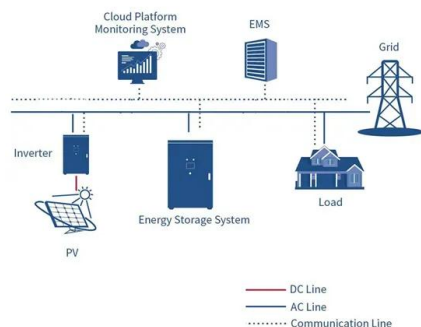 Cloud Platform
Monitoring System
EMS
Grid
Inverter
Energy Storage System
Load
PV
DC Line
AC Line
Communication Line